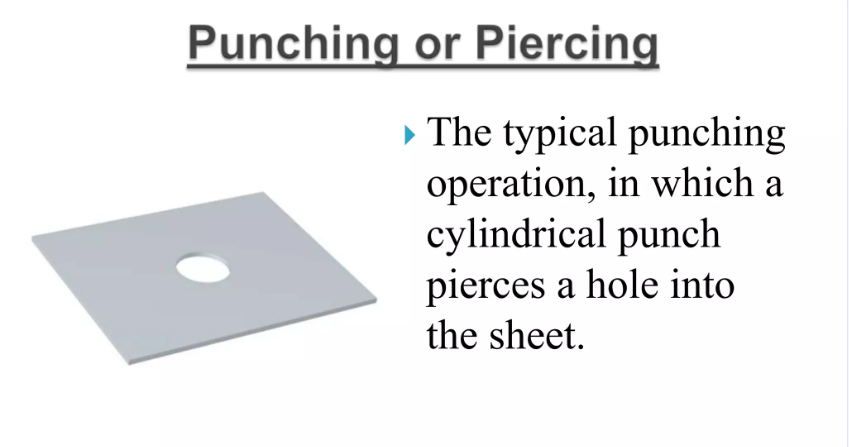 Punching or Piercing
The typical punching
operation, in which a
cylindrical punch
pierces a hole into
the sheet.